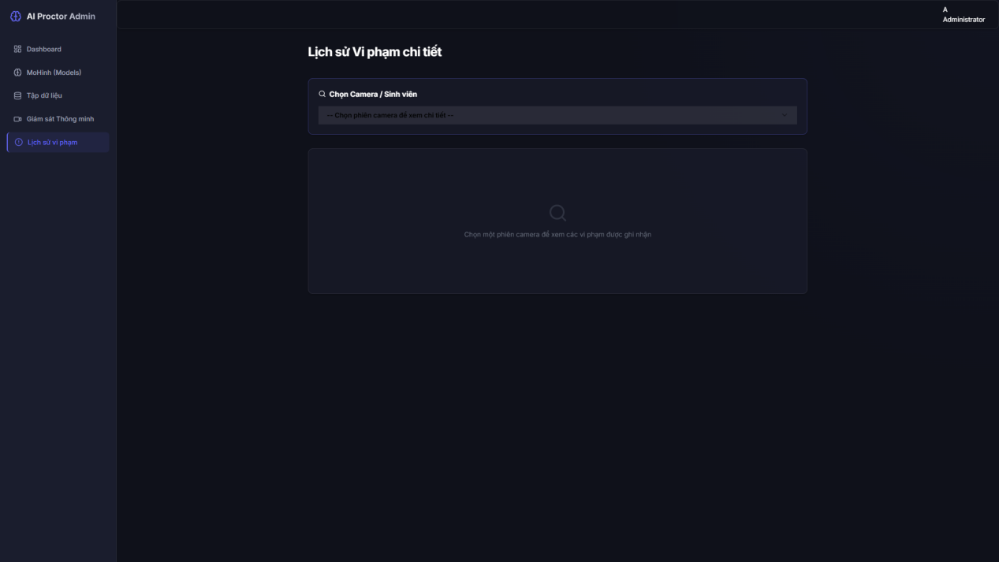 AI Proctor Admin
A
Administrator
Dashboard
MoHình (Models)
Tập dữ liệu
Giám sát Thông minh
Lịch sử vi phạm
Lịch sử Vi phạm chi tiết
Chọn Camera / Sinh viên
-- Chọn phiên camera để xem chi tiết --
Chọn một phiên camera để xem các vi phạm được ghi nhận